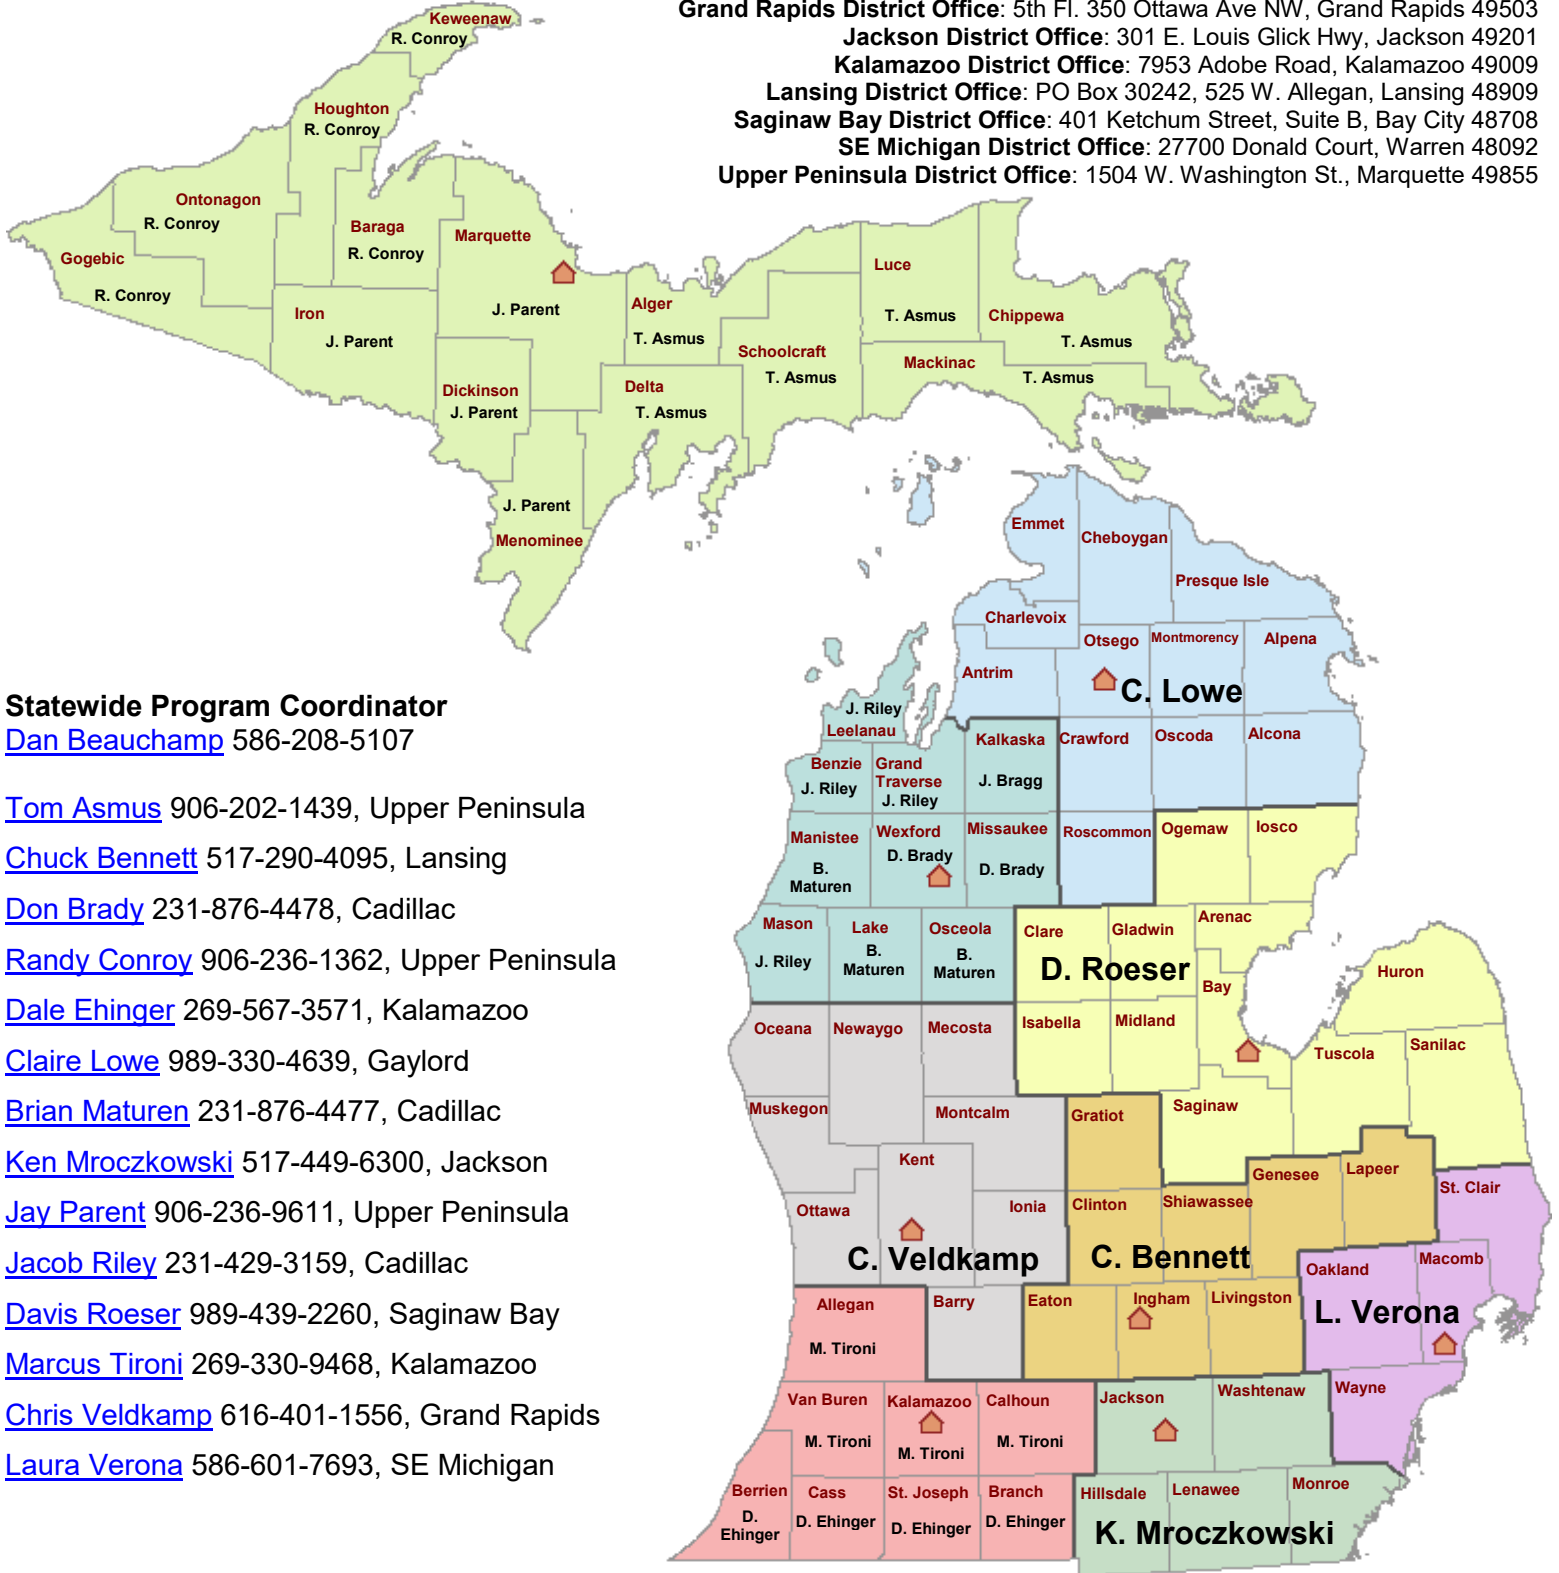 Grand Rapids District Office: 5th Fl. 350 Ottawa Ave NW, Grand Rapids 49503
Jackson District Office: 301 E. Louis Glick Hwy, Jackson 49201
Kalamazoo District Office: 7953 Adobe Road, Kalamazoo 49009
Lansing District Office: PO Box 30242, 525 W. Allegan, Lansing 48909
Saginaw Bay District Office: 401 Ketchum Street, Suite B, Bay City 48708
SE Michigan District Office: 27700 Donald Court, Warren 48092
Upper Peninsula District Office: 1504 W. Washington St., Marquette 49855
Keweenaw
R. Conroy
Houghton
R. Conroy
Ontonagon
R. Conroy
Gogebic
R. Conroy
Baraga
R. Conroy
Marquette
J. Parent
Iron
J. Parent
Dickinson
J. Parent
J. Parent
Menominee
Alger
T. Asmus
Delta
T. Asmus
Schoolcraft
T. Asmus
Luce
T. Asmus
Chippewa
T. Asmus
Mackinac
T. Asmus
Emmet
Cheboygan
Presque Isle
Charlevoix
Otsego
Montmorency
Alpena
Antrim
C. Lowe
Crawford
Oscoda
Alcona
Roscommon
J. Riley
Leelanau
Benzie
J. Riley
Grand
Traverse
J. Riley
Kalkaska
J. Bragg
Manistee
B.
Maturen
Wexford
D. Brady
Missaukee
D. Brady
Mason
J. Riley
Lake
B.
Maturen
Osceola
B.
Maturen
Ogemaw
Iosco
Clare
Gladwin
Arenac
D. Roeser
Bay
Isabella
Midland
Huron
Tuscola
Sanilac
Saginaw
Oceana
Newaygo
Mecosta
Muskegon
Montcalm
Kent
Ottawa
Ionia
C. Veldkamp
Barry
Gratiot
Clinton
Shiawassee
Genesee
Lapeer
C. Bennett
Eaton
Ingham
Livingston
St. Clair
Oakland
Macomb
L. Verona
Wayne
Allegan
M. Tironi
Van Buren
M. Tironi
Kalamazoo
M. Tironi
Calhoun
M. Tironi
Berrien
D.
Ehinger
Cass
D. Ehinger
St. Joseph
D. Ehinger
Branch
D. Ehinger
Jackson
Washtenaw
Hillsdale
Lenawee
Monroe
K. Mroczkowski
Statewide Program Coordinator
Dan Beauchamp 586-208-5107
Tom Asmus 906-202-1439, Upper Peninsula
Chuck Bennett 517-290-4095, Lansing
Don Brady 231-876-4478, Cadillac
Randy Conroy 906-236-1362, Upper Peninsula
Dale Ehinger 269-567-3571, Kalamazoo
Claire Lowe 989-330-4639, Gaylord
Brian Maturen 231-876-4477, Cadillac
Ken Mroczkowski 517-449-6300, Jackson
Jay Parent 906-236-9611, Upper Peninsula
Jacob Riley 231-429-3159, Cadillac
Davis Roeser 989-439-2260, Saginaw Bay
Marcus Tironi 269-330-9468, Kalamazoo
Chris Veldkamp 616-401-1556, Grand Rapids
Laura Verona 586-601-7693, SE Michigan